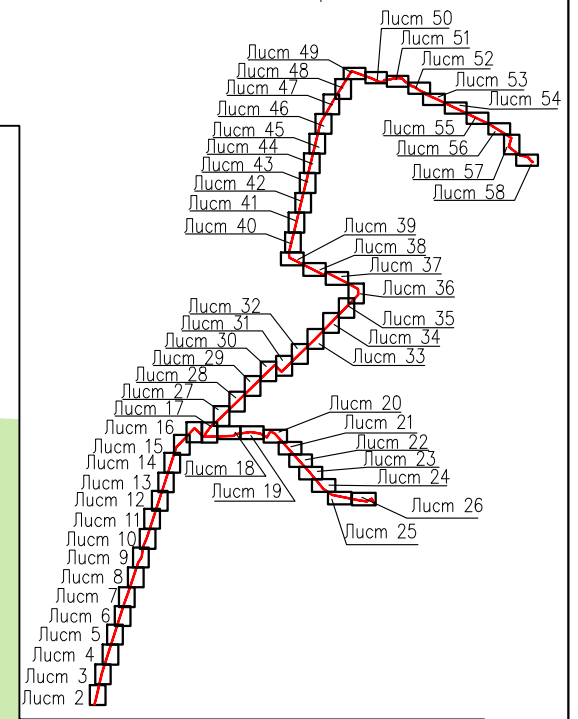 Лист 50
Лист 51
Лист 49
Лист 52
Лист 48
Лист 53
Лист 47
Лист 54
Лист 46
Лист 55
Лист 45
Лист 56
Лист 44
Лист 43
Лист 57
Лист 42
Лист 58
Лист 41
Лист 40
Лист 39
Лист 38
Лист 37
Лист 36
Лист 32
Лист 35
Лист 31
Лист 34
Лист 30
Лист 33
Лист 29
Лист 28
Лист 27
Лист 20
Лист 17
Лист 21
Лист 16
Лист 22
Лист 15
Лист 23
Лист 14
Лист 18
Лист 24
Лист 13
Лист 19
Лист 12
Лист 26
Лист 11
Лист 25
Лист 10
Лист 9
Лист 8
Лист 7
Лист 6
Лист 5
Лист 4
Лист 3
Лист 2